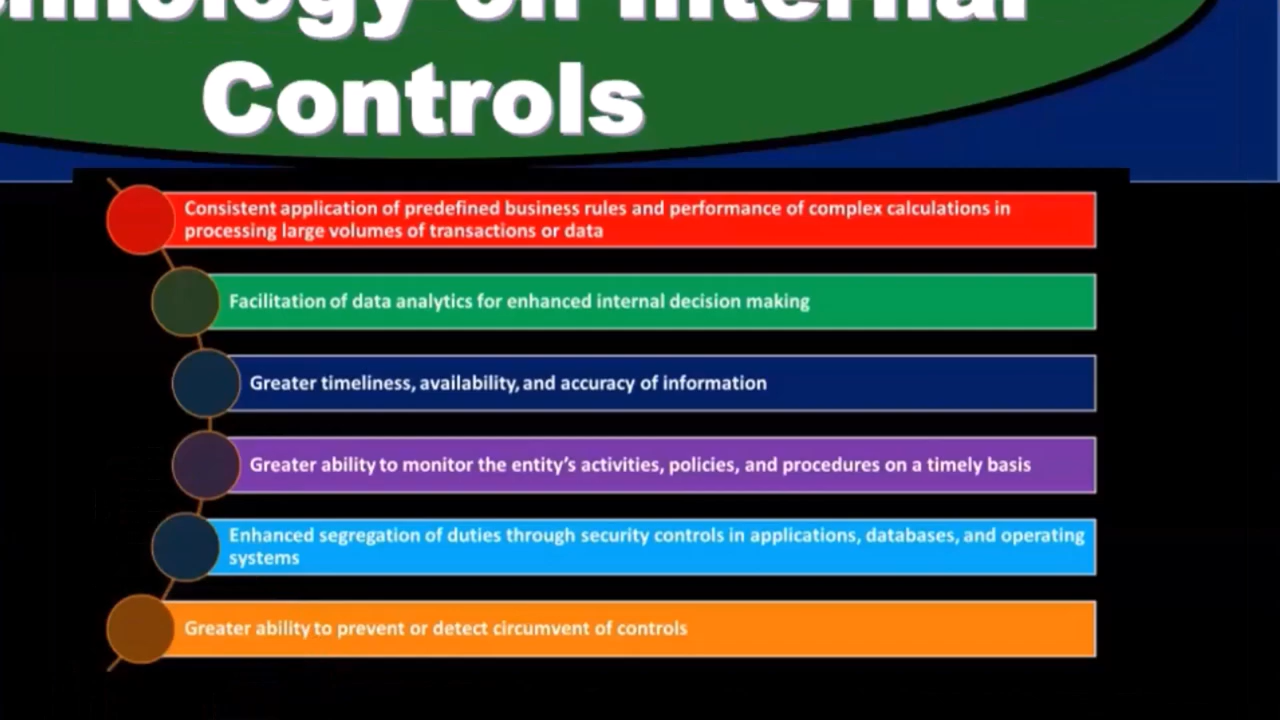 hnology on Internal
Controls
Consistent application of predefined business rules and performance of complex calculations in
processing large volumes of transactions or data
Facilitation of data analytics for enhanced internal decision making
Greater timeliness, availability, and accuracy of information
Greater ability to monitor the entity’s activities, policies, and procedures on a timely basis
Enhanced segregation of duties through security controls in applications, databases, and operating
systems
Greater ability to prevent or detect circumvent of controls